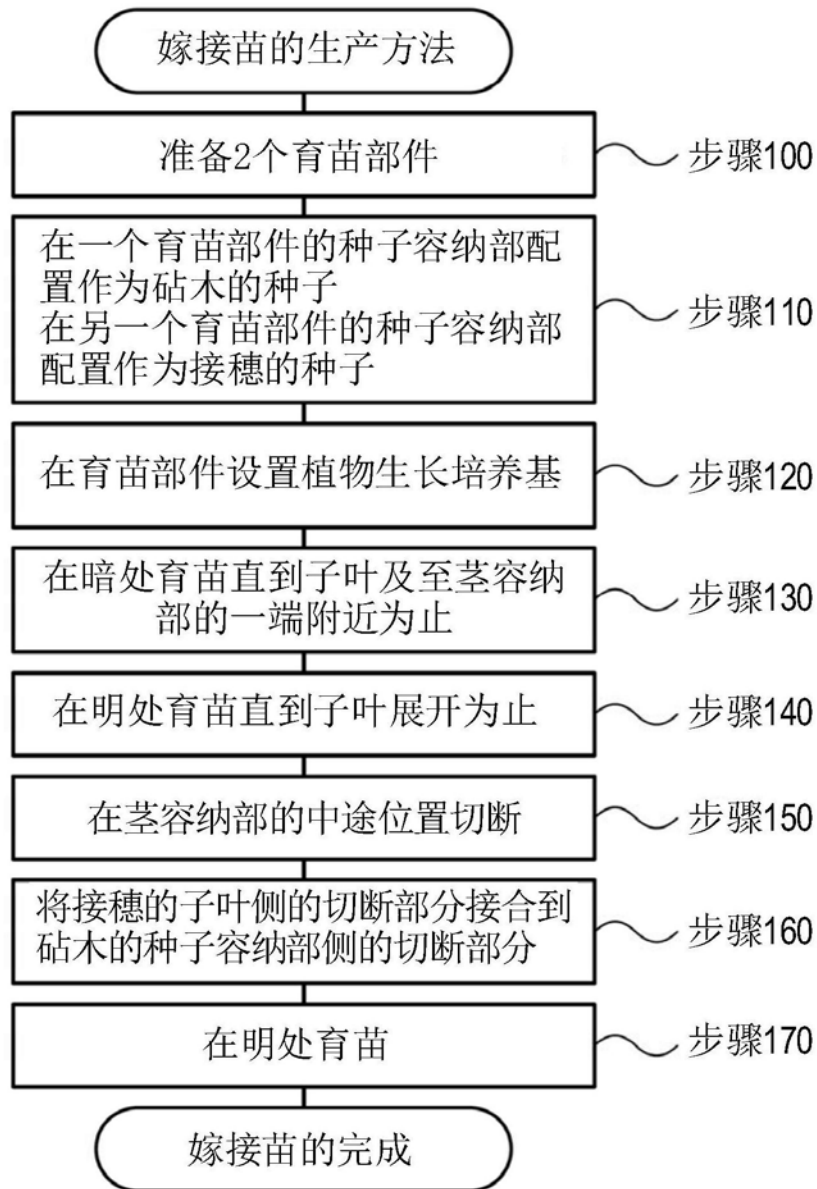 嫁接苗的生产方法
准备2个育苗部件
步骤100
在一个育苗部件的种子容纳部配
置作为砧木的种子
在另一个育苗部件的种子容纳部
配置作为接穗的种子
步骤110
在育苗部件设置植物生长培养基
步骤120
在暗处育苗直到子叶及至茎容纳
部的一端附近为止
步骤130
在明处育苗直到子叶展开为止
步骤140
在茎容纳部的中途位置切断
步骤150
将接穗的子叶侧的切断部分接合到
砧木的种子容纳部侧的切断部分
步骤160
在明处育苗
步骤170
嫁接苗的完成